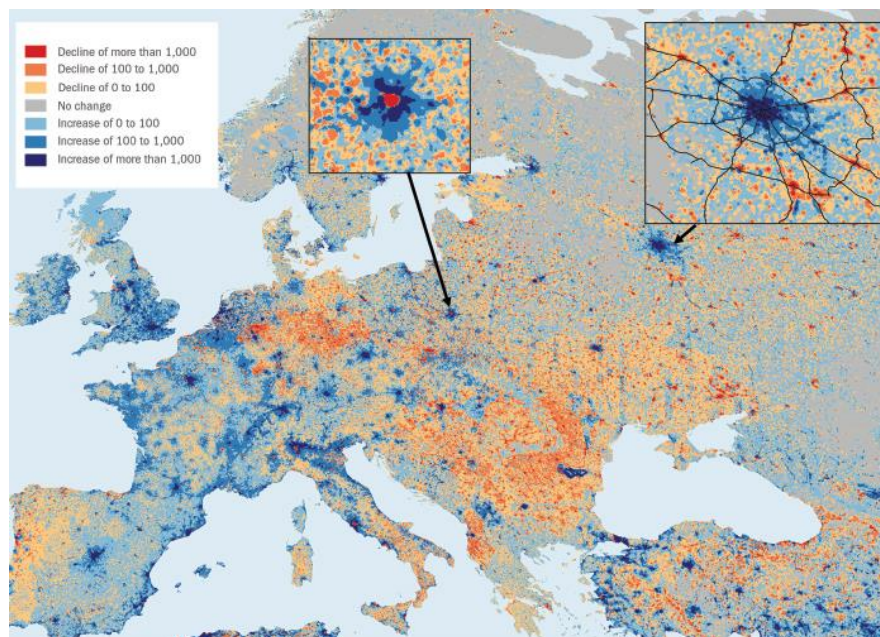 Decline of more than 1,000
Decline of 100 to 1,000
Decline of 0 to 100
No change
Increase of 0 to 100
Increase of 100 to 1,000
Increase of more than 1,000